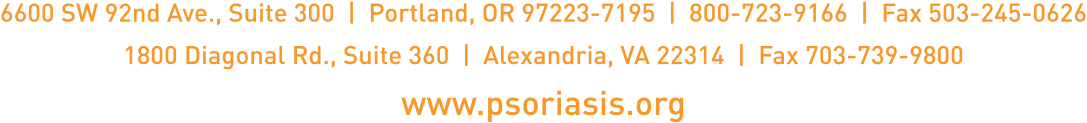 6600 SW 92nd Ave., Suite 300 | Portland, OR 97223-7195 | 800-723-9166 | Fax 503-245-0626
1800 Diagonal Rd., Suite 360 | Alexandria, VA 22314 | Fax 703-739-9800
www.psoriasis.org